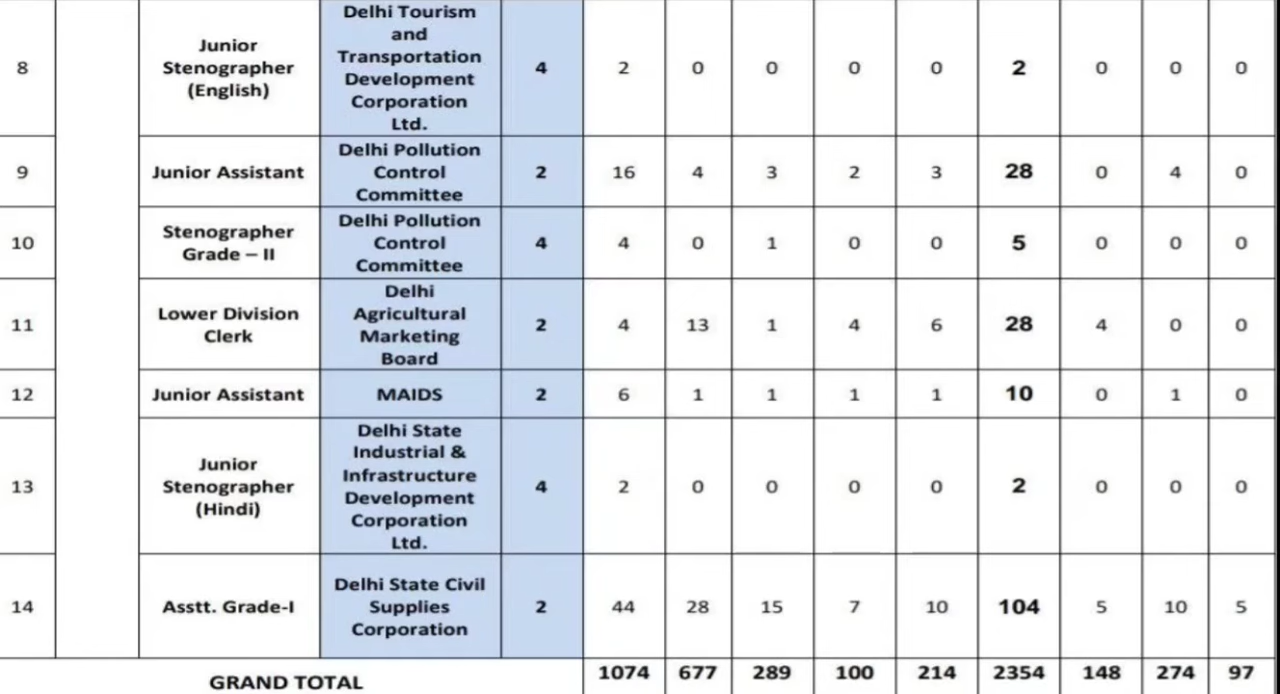 8 Junior Stenographer (English) Delhi Tourism and Transportation Development Corporation Ltd. 4 2 0 0 0 0 2 0 0 0
9 Junior Assistant Delhi Pollution Control Committee 2 16 4 3 2 3 28 0 4 0
10 Stenographer Grade – II Delhi Pollution Control Committee 4 4 0 1 0 0 5 0 0 0
11 Lower Division Clerk Delhi Agricultural Marketing Board 2 4 13 1 4 6 28 4 0 0
12 Junior Assistant MAIDS 2 6 1 1 1 1 10 0 1 0
13 Junior Stenographer (Hindi) Delhi State Industrial & Infrastructure Development Corporation Ltd. 4 2 0 0 0 0 2 0 0 0
14 Asstt. Grade-I Delhi State Civil Supplies Corporation 2 44 28 15 7 10 104 5 10 5
GRAND TOTAL 1074 677 289 100 214 2354 148 274 97